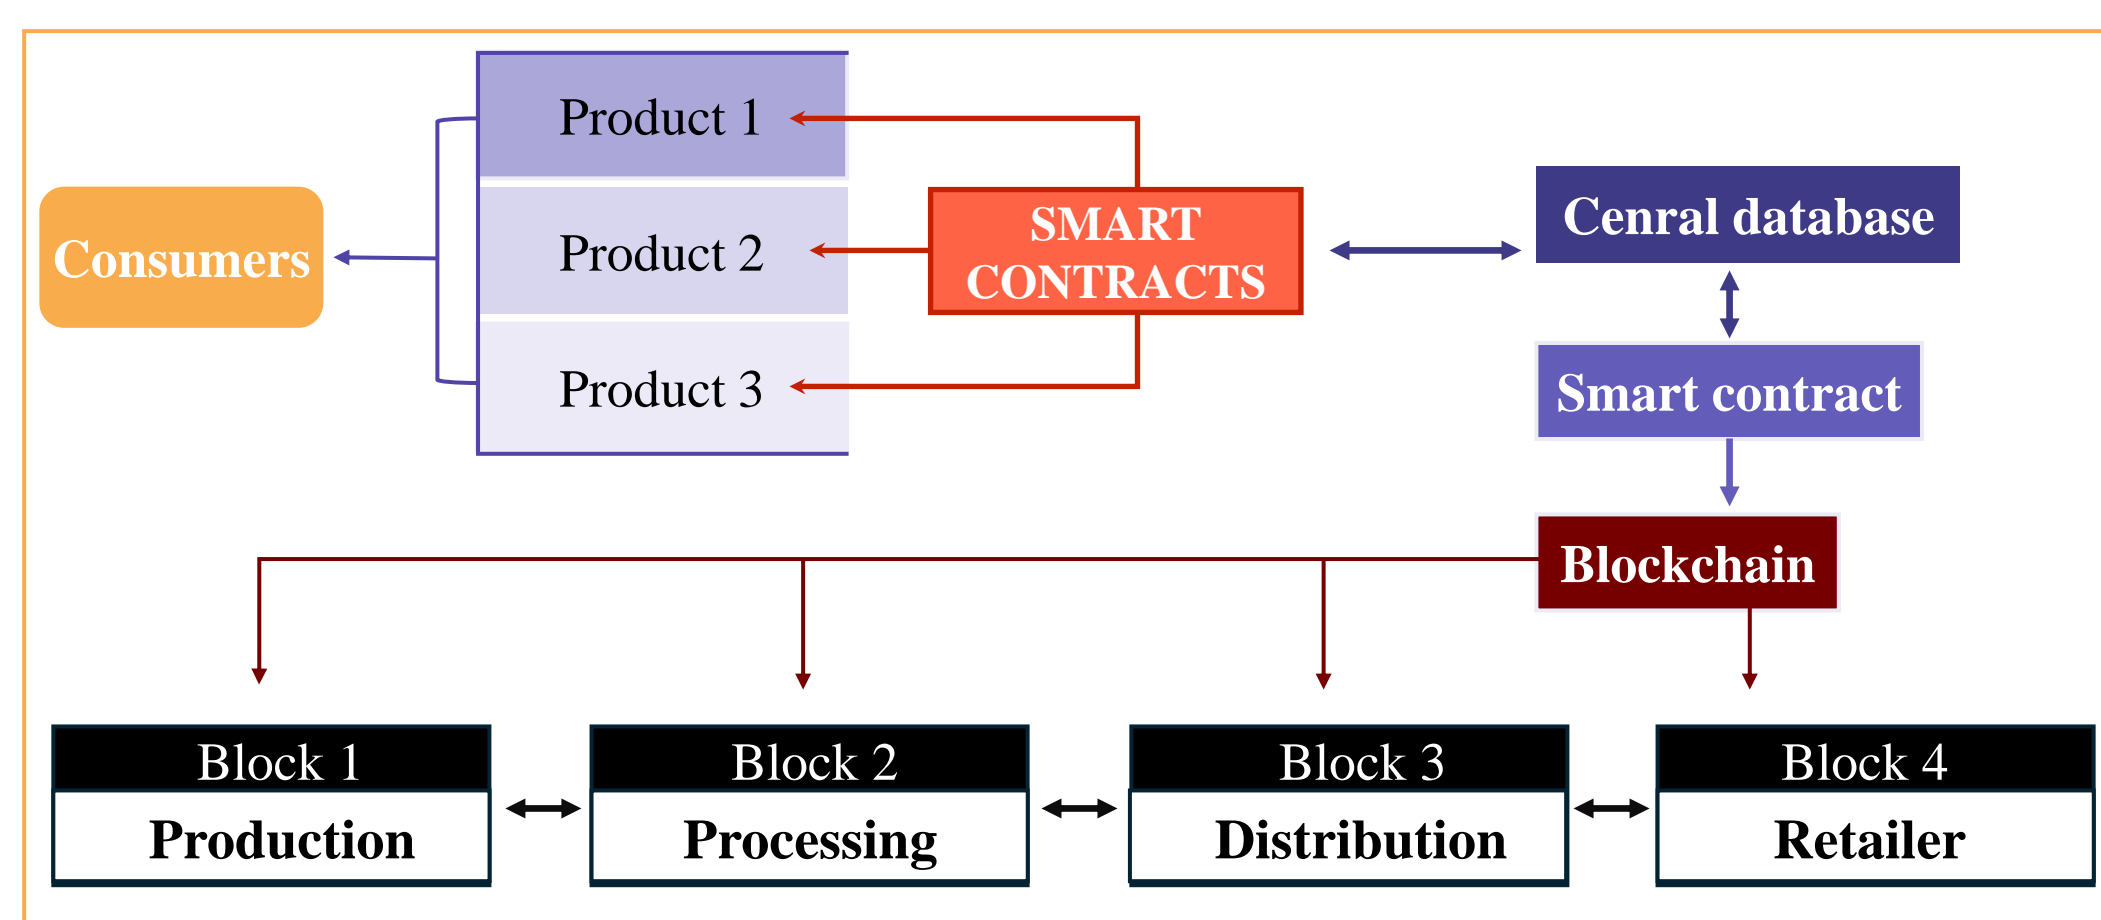 Product 1
Consumers
Product 2
Product 3
SMART
CONTRACTS
Cenral database
Smart contract
Blockchain
Block 1
Production
Block 2
Processing
Block 3
Distribution
Block 4
Retailer